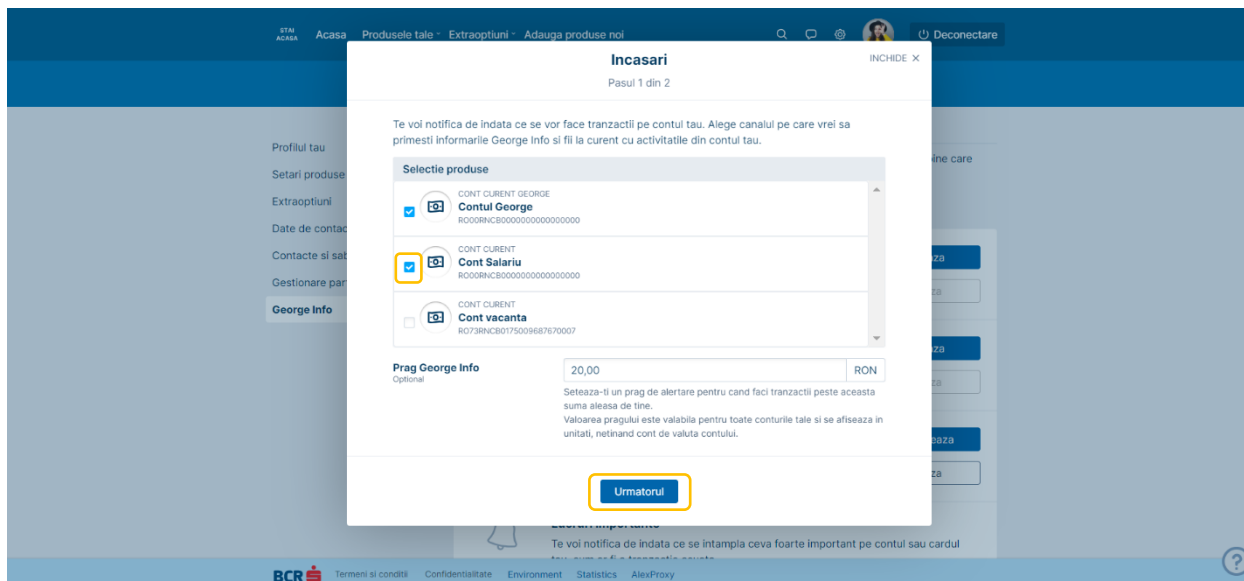 STAI
ACASA
Acasa
Produsele tale
Extraoptiuni
Adauga produse noi
Deconectare
Incasari
INCHIDE ×
Pasul 1 din 2
Te voi notifica de indata ce se vor face tranzactii pe contul tau. Alege canalul pe care vrei sa
primesti informarile George Info si fii la curent cu activitatile din contul tau.
Profilul tau
Setari produse
Extraoptiuni
Date de contac
Contacte si sab
Gestionare par
George Info
Selectie produse
CONT CURENT GEORGE
Contul George
RO00RNCB0000000000000000
CONT CURENT
Cont Salariu
RO00RNCB0000000000000000
CONT CURENT
Cont vacanta
RO73RNCB0175009687670007
Prag George Info
Optional
20,00
RON
Seteaza-ti un prag de alertare pentru cand faci tranzactii peste aceasta
suma aleasa de tine.
Valoarea pragului este valabila pentru toate conturile tale si se afiseaza in
unitati, netinand cont de valuta contului.
Urmatorul
ine care
za
za
za
za
eaza
za
Te voi notifica de indata ce se intampla ceva foarte important pe contul sau cardul
BCR
Termeni si conditii
Confidentialitate
Environment
Statistics
AlexProxy
?